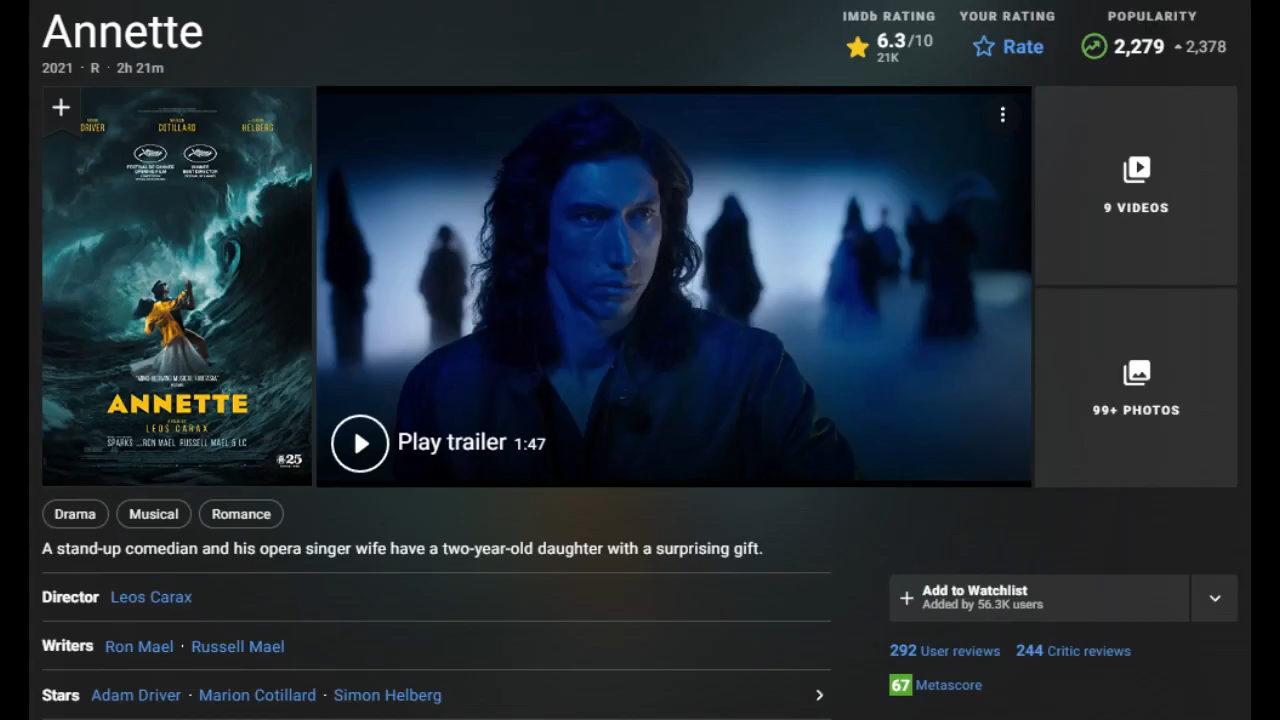 Annette
2021 · R · 2h 21m
IMDb RATING
6.3/10
21K
YOUR RATING
Rate
POPULARITY
2,279 2,378
DRIVER
COTILLARD
HELBERG
ANNETTE
LEOS CARAX
SPARKS
RON MAEL, RUSSELL MAEL & LC
Play trailer 1:47
9 VIDEOS
99+ PHOTOS
Drama
Musical
Romance
A stand-up comedian and his opera singer wife have a two-year-old daughter with a surprising gift.
Director Leos Carax
Writers Ron Mael · Russell Mael
Stars Adam Driver · Marion Cotillard · Simon Helberg
Add to Watchlist
Added by 56.3K users
292 User reviews 244 Critic reviews
67 Metascore